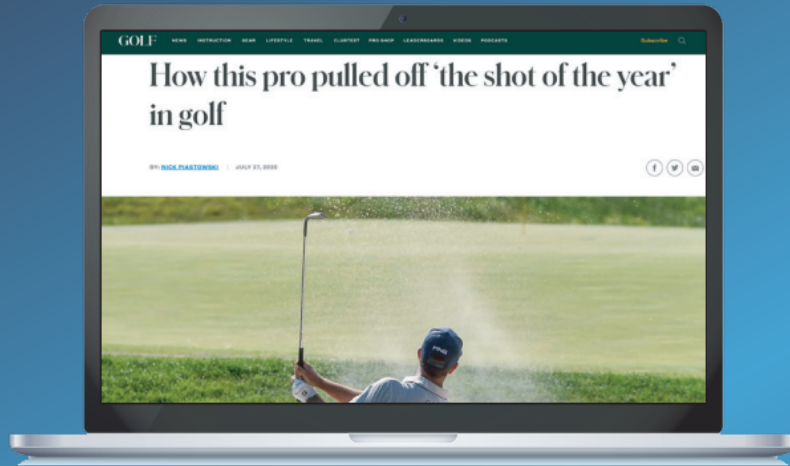 GOLF NEWS INSTRUCTION GEAR LIFESTYLE TRAVEL CLUBTEST PRO SHOP LEADERBOARDS VIDEOS PODCASTS Subscribe
How this pro pulled off ‘the shot of the year’
in golf
BY: NICK PIASTOWSKI | JULY 27, 2020
PING